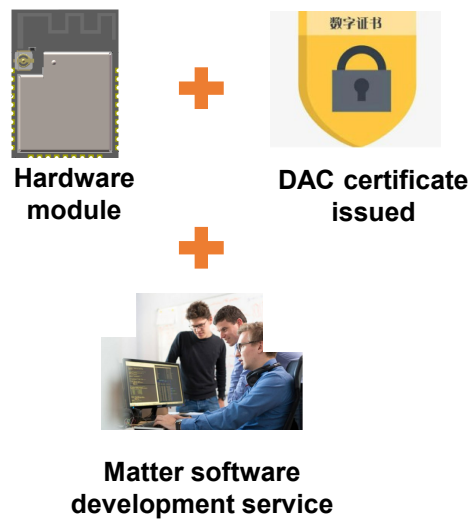 数字证书
Hardware
module
DAC certificate
issued
Matter software
development service